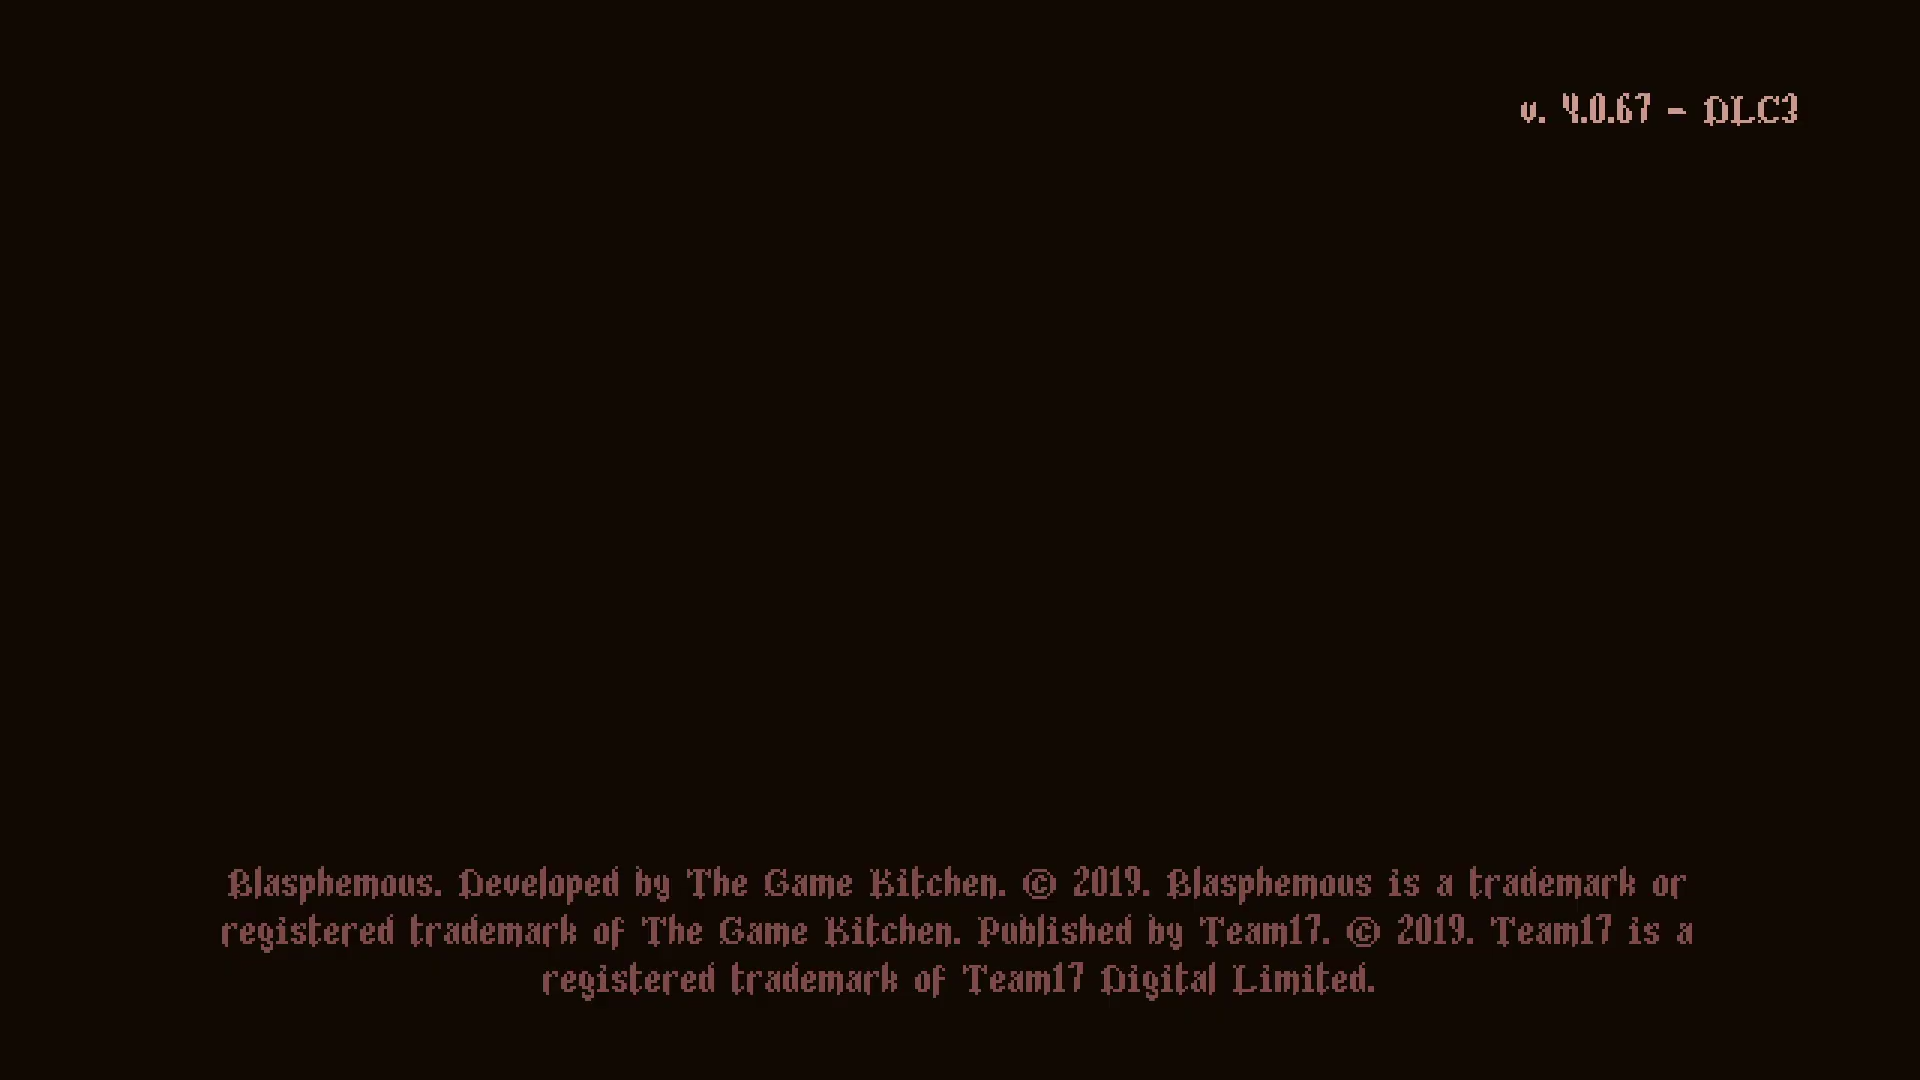 v. 4.0.67 - DLC3
Blasphemous. Developed by The Game Kitchen. © 2019. Blasphemous is a trademark or
registered trademark of The Game Kitchen. Published by Team17. © 2019. Team17 is a
registered trademark of Team17 Digital Limited.